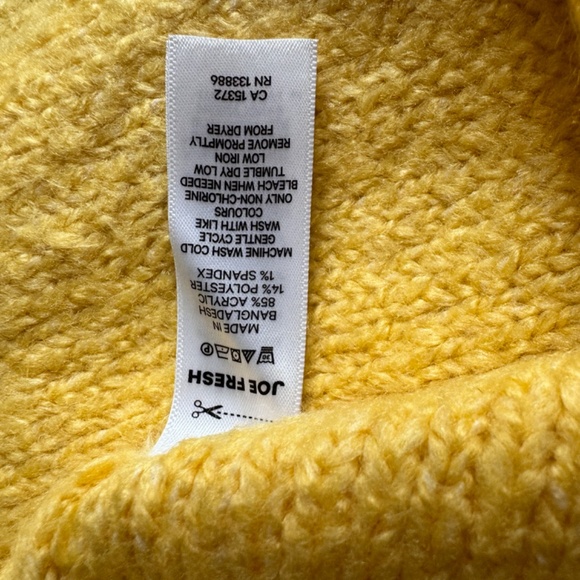 JOE FRESH
30
P
MADE IN
BANGLADESH
85% ACRYLIC
14% POLYESTER
1% SPANDEX
MACHINE WASH COLD
GENTLE CYCLE
WASH WITH LIKE
COLOURS
ONLY NON-CHLORINE
BLEACH WHEN NEEDED
TUMBLE DRY LOW
LOW IRON
REMOVE PROMPTLY
FROM DRYER
CA 15372
RN 133886